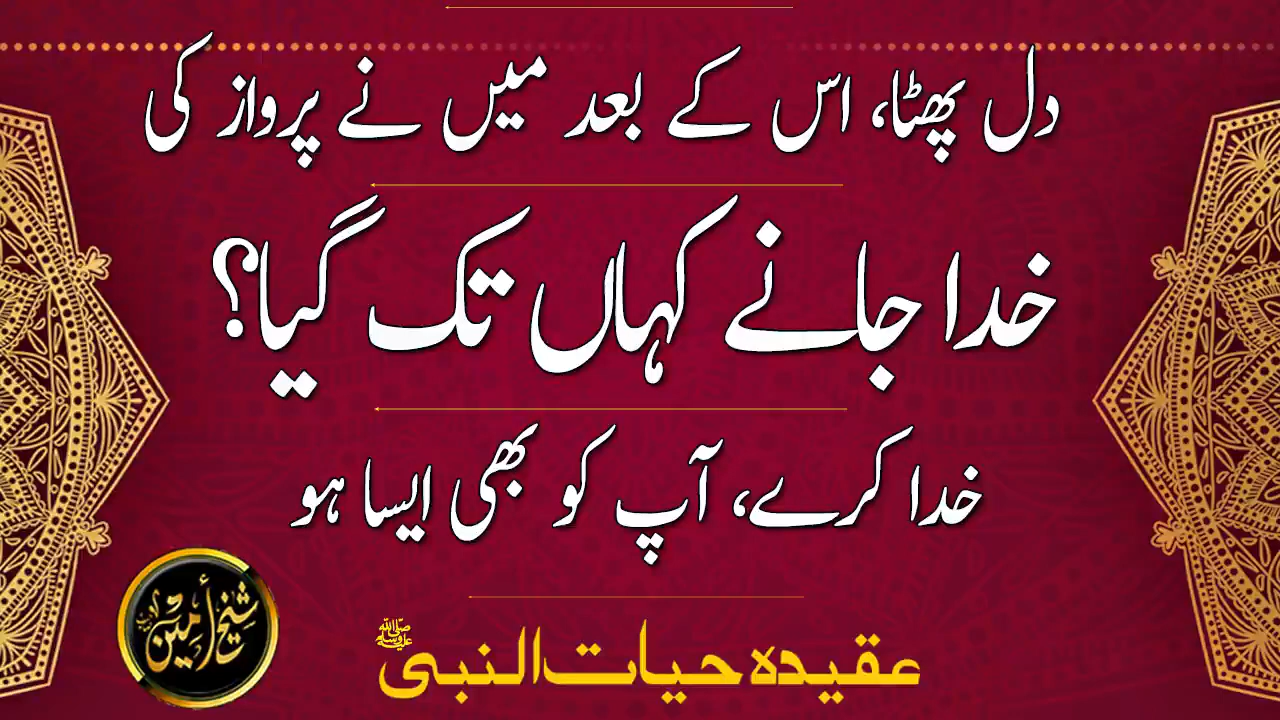 دل پھٹا، اس کے بعد میں نے پرواز کی
خدا جانے کہاں تک گیا؟
خدا کرے، آپ کو بھی ایسا ہو
عقیدہ حیات النبی ﷺ
شیخ أمین